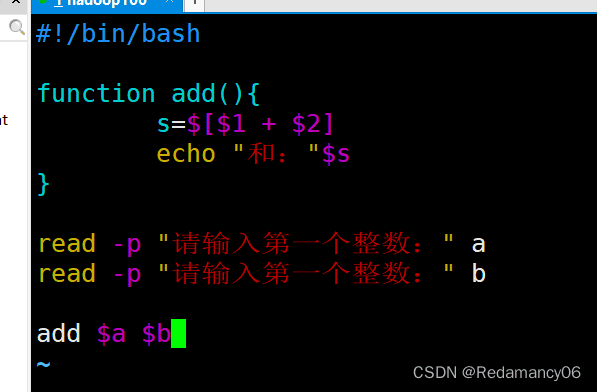 1 hadoop100
#!/bin/bash
function add(){
s=$[$1 + $2]
echo "和："$s
}
read -p "请输入第一个整数：" a
read -p "请输入第一个整数：" b
add $a $b
~
CSDN @Redamancy06